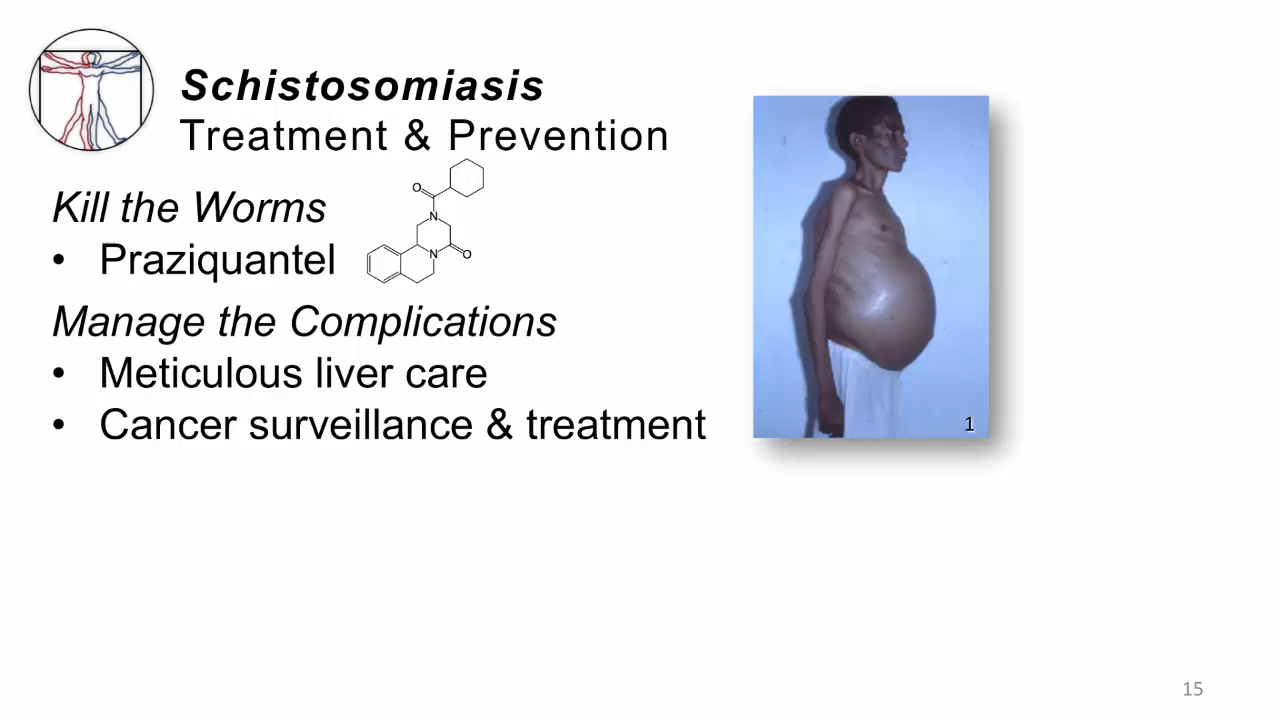 Schistosomiasis
Treatment & Prevention
Kill the Worms
• Praziquantel
O
N
N
O
Manage the Complications
• Meticulous liver care
• Cancer surveillance & treatment
1
15